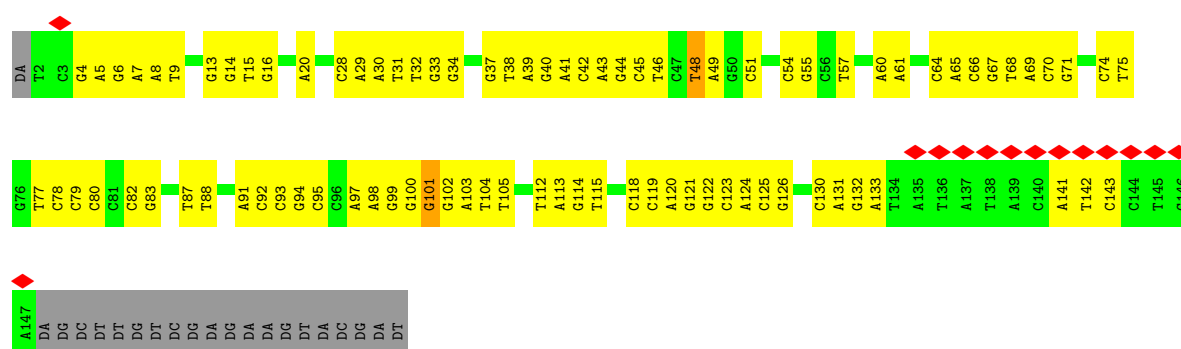 DA T2 C3 G4 A5 G6 A7 A8 T9 G13 G14 T15 G16 A20 C28 A29 A30 T31 T32 G33 G34 G37 T38 A39 G40 A41 C42 A43 G44 C45 T46 C47 T48 A49 G50 C51 C54 G55 C56 T57 A60 A61 C64 A65 C66 G67 T68 A69 C70 G71 C74 T75
G76 T77 C78 C79 C80 C81 C82 G83 T87 T88 A91 C92 C93 G94 C95 C96 A97 A98 G99 G100 G101 G102 A103 T104 T105 T112 A113 G114 T115 C118 C119 A120 G121 G122 C123 A124 C125 G126 C130 A131 G132 A133 T134 A135 T136 A137 T138 A139 C140 A141 T142 C143 C144 T145 G146
A147 DA DG DC DT DT DG DT DC DG DA DG DA DA DG DT DA DC DG DA DT